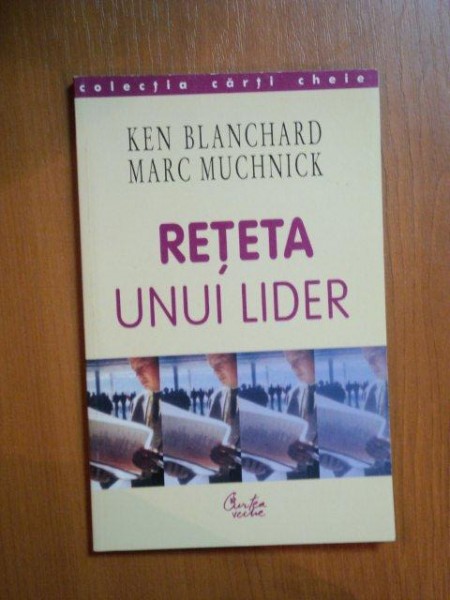 colecția cărți cheie
KEN BLANCHARD
MARC MUCHNICK
REȚETA
UNUI LIDER
Curtea
veche